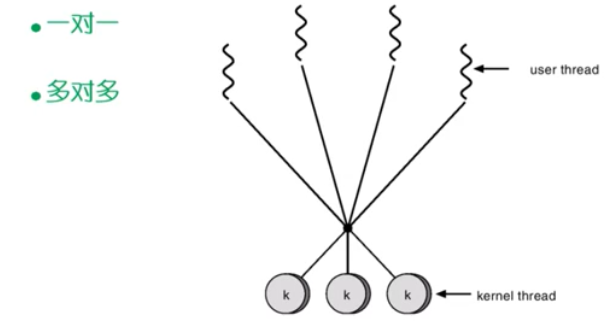 • 一对一
• 多对多
user thread
k k k
kernel thread